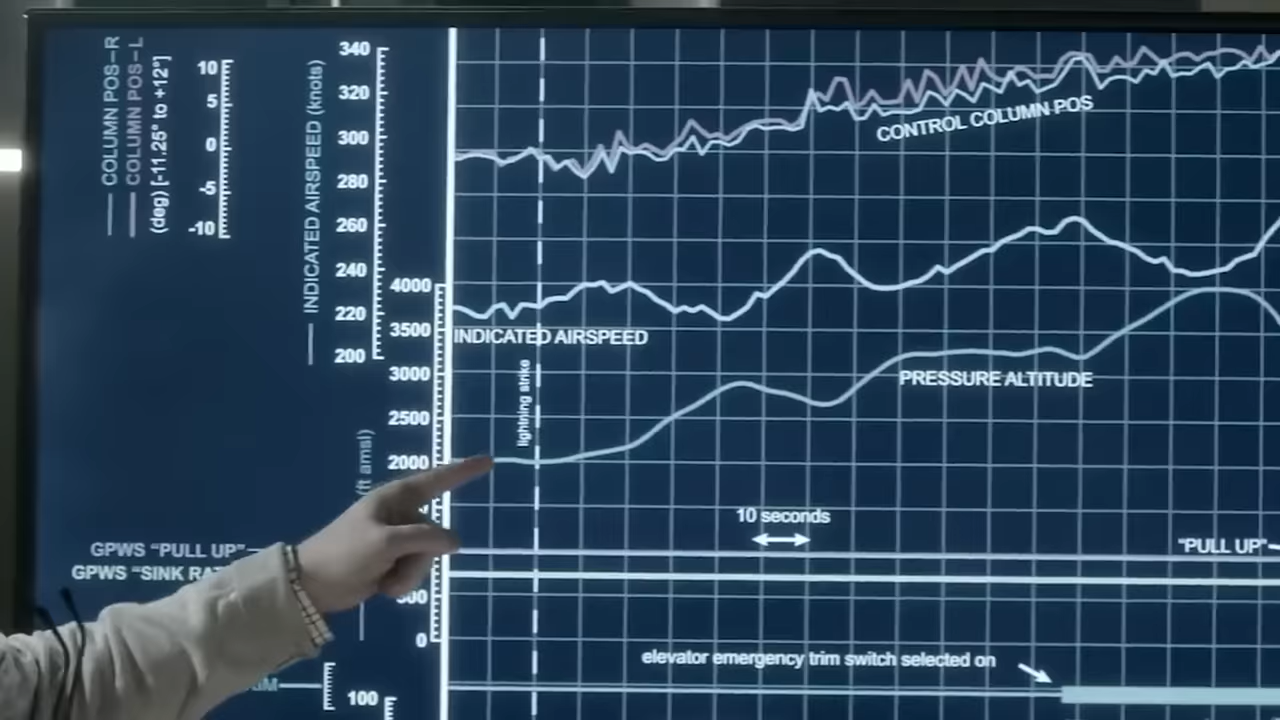 COLUMN POS–R
COLUMN POS–L
(deg) [-11.25° to +12°]
10
5
0
-5
-10
INDICATED AIRSPEED (knots)
340
320
300
280
260
240
220
200
4000
3500
3000
2500
2000
0
(ft amsl)
CONTROL COLUMN POS
INDICATED AIRSPEED
PRESSURE ALTITUDE
lightning strike
10 seconds
GPWS “PULL UP”
GPWS “SINK
“PULL UP”
elevator emergency trim switch selected on
100